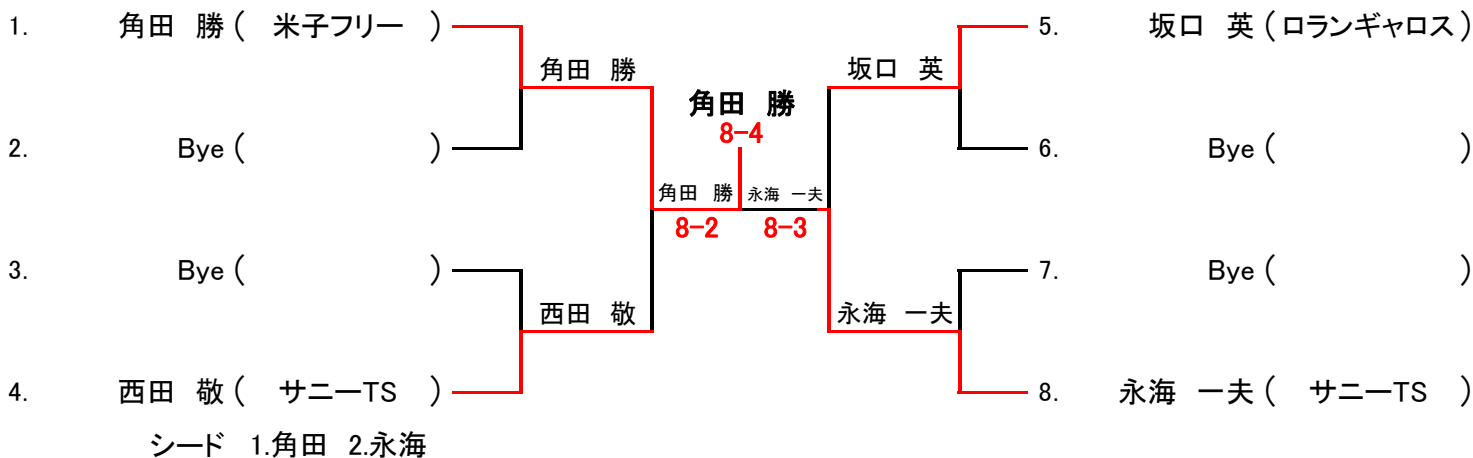 1. 角田 勝 ( 米子フリー ) 5. 坂口 英 (ロランギャロス)
角田 勝 坂口 英
角田 勝
8-4
2. Bye ( ) 6. Bye ( )
角田 勝 永海 一夫
8-2 8-3
3. Bye ( ) 7. Bye ( )
西田 敬 永海 一夫
4. 西田 敬 ( サニーTS ) 8. 永海 一夫 ( サニーTS )
シード 1.角田 2.永海